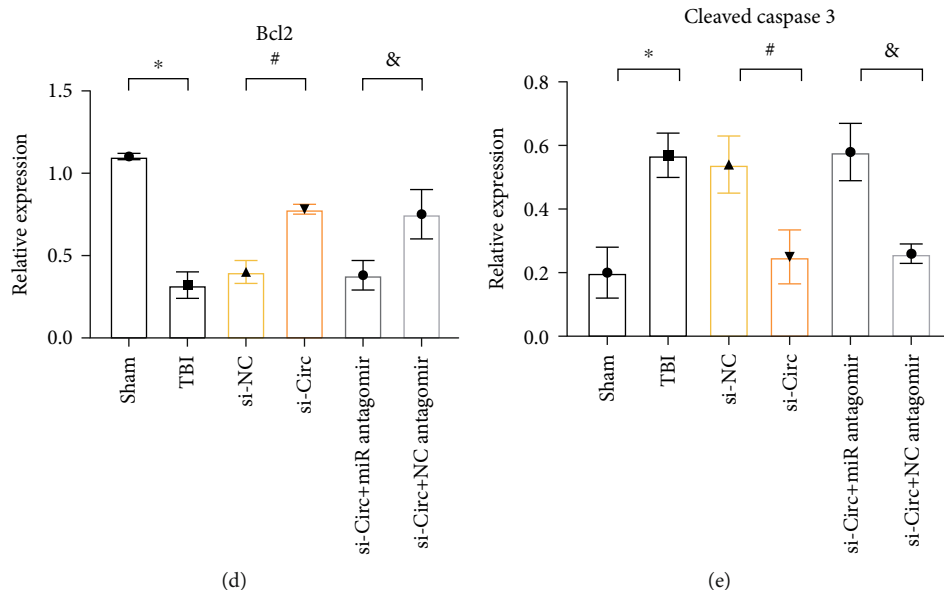 Bcl2
* # &
Relative expression
1.5
1.0
0.5
0.0
Sham
TBI
si-NC
si-Circ
si-Circ+miR antagomir
si-Circ+NC antagomir
(d)
Cleaved caspase 3
* # &
Relative expression
0.8
0.6
0.4
0.2
0.0
Sham
TBI
si-NC
si-Circ
si-Circ+miR antagomir
si-Circ+NC antagomir
(e)